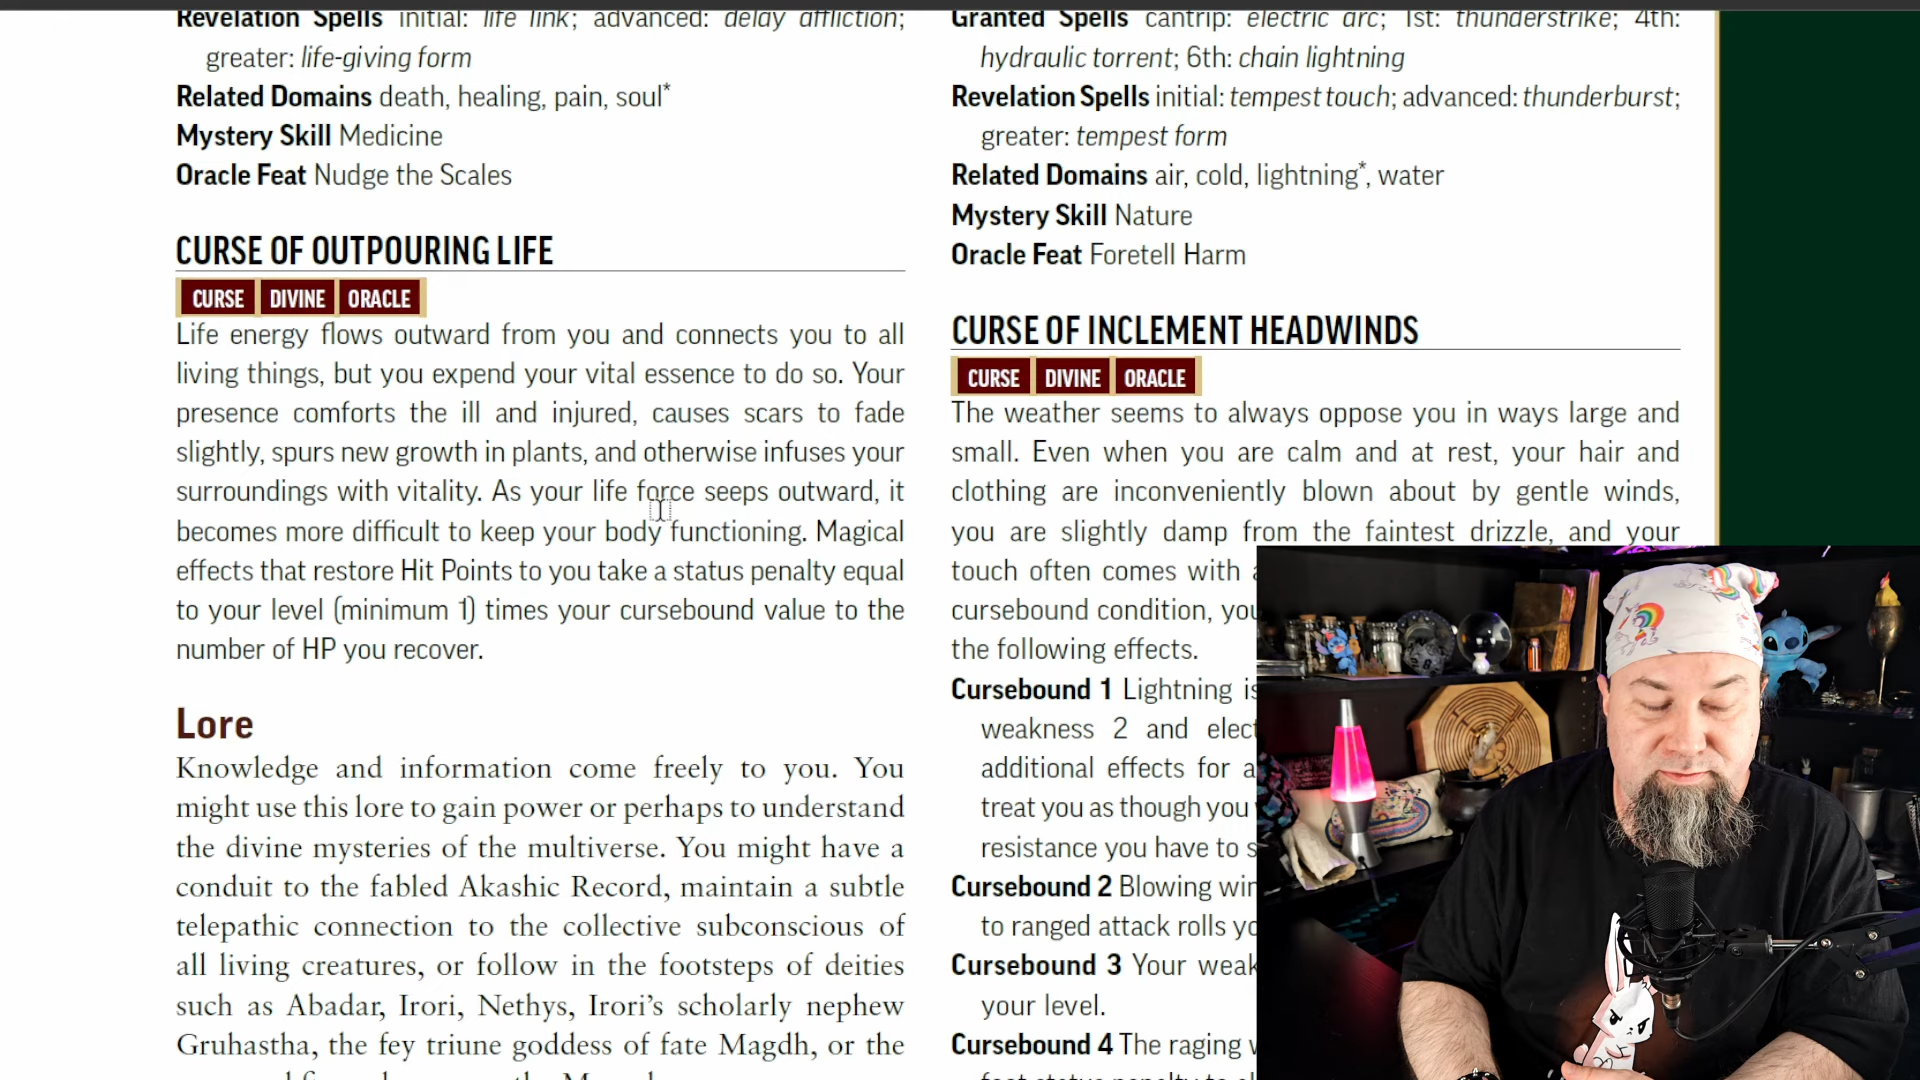 Revelation Spells initial: life link; advanced: delay affliction;
greater: life-giving form
Related Domains death, healing, pain, soul*
Mystery Skill Medicine
Oracle Feat Nudge the Scales
CURSE OF OUTPOURING LIFE
CURSE DIVINE ORACLE
Life energy flows outward from you and connects you to all
living things, but you expend your vital essence to do so. Your
presence comforts the ill and injured, causes scars to fade
slightly, spurs new growth in plants, and otherwise infuses your
surroundings with vitality. As your life force seeps outward, it
becomes more difficult to keep your body functioning. Magical
effects that restore Hit Points to you take a status penalty equal
to your level (minimum 1) times your cursebound value to the
number of HP you recover.
Lore
Knowledge and information come freely to you. You
might use this lore to gain power or perhaps to understand
the divine mysteries of the multiverse. You might have a
conduit to the fabled Akashic Record, maintain a subtle
telepathic connection to the collective subconscious of
all living creatures, or follow in the footsteps of deities
such as Abadar, Irori, Nethys, Irori's scholarly nephew
Gruhastha, the fey triune goddess of fate Magdh, or the
Granted Spells cantrip: electric arc; 1st: thunderstrike; 4th:
hydraulic torrent; 6th: chain lightning
Revelation Spells initial: tempest touch; advanced: thunderburst;
greater: tempest form
Related Domains air, cold, lightning*, water
Mystery Skill Nature
Oracle Feat Foretell Harm
CURSE OF INCLEMENT HEADWINDS
CURSE DIVINE ORACLE
The weather seems to always oppose you in ways large and
small. Even when you are calm and at rest, your hair and
clothing are inconveniently blown about by gentle winds,
you are slightly damp from the faintest drizzle, and your
touch often comes with
cursebound condition, you
the following effects.
Cursebound 1 Lightning is
weakness 2 and elect
additional effects for a
treat you as though you
resistance you have to s
Cursebound 2 Blowing win
to ranged attack rolls yo
Cursebound 3 Your weak
your level.
Cursebound 4 The raging